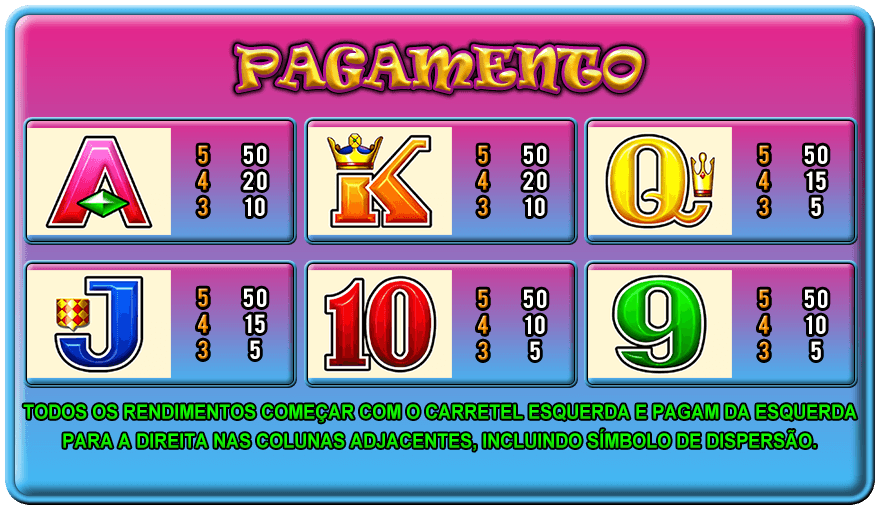 PAGAMENTO
A 5 50 K 5 50 Q 5 50
4 20 4 20 4 15
3 10 3 10 3 5
J 5 50 10 5 50 9 5 50
4 15 4 10 4 10
3 5 3 5 3 5
TODOS OS RENDIMENTOS COMEÇAR COM O CARRETEL ESQUERDA E PAGAM DA ESQUERDA
PARA A DIREITA NAS COLUNAS ADJACENTES, INCLUINDO SÍMBOLO DE DISPERSÃO.